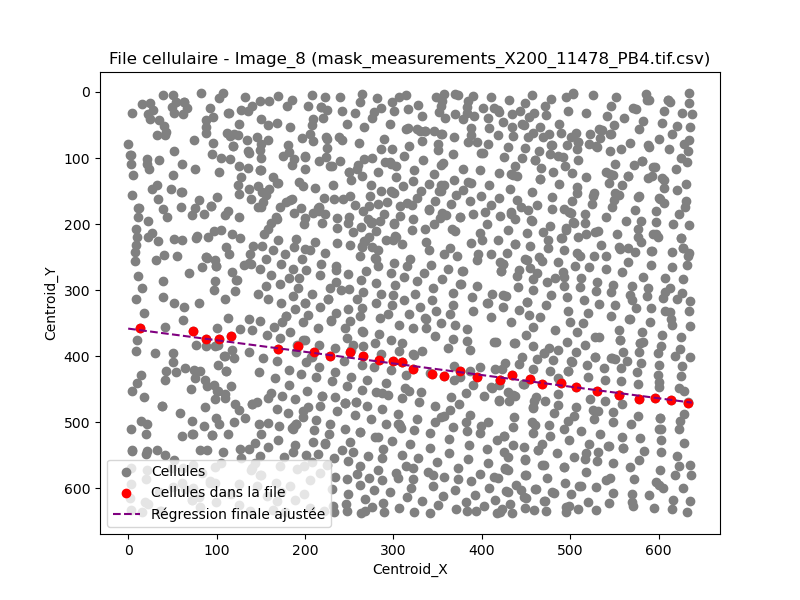 File cellulaire - Image_8 (mask_measurements_X200_11478_PB4.tif.csv)
Centroid_Y
0
100
200
300
400
500
600
Cellules
Cellules dans la file
Régression finale ajustée
0 100 200 300 400 500 600
Centroid_X